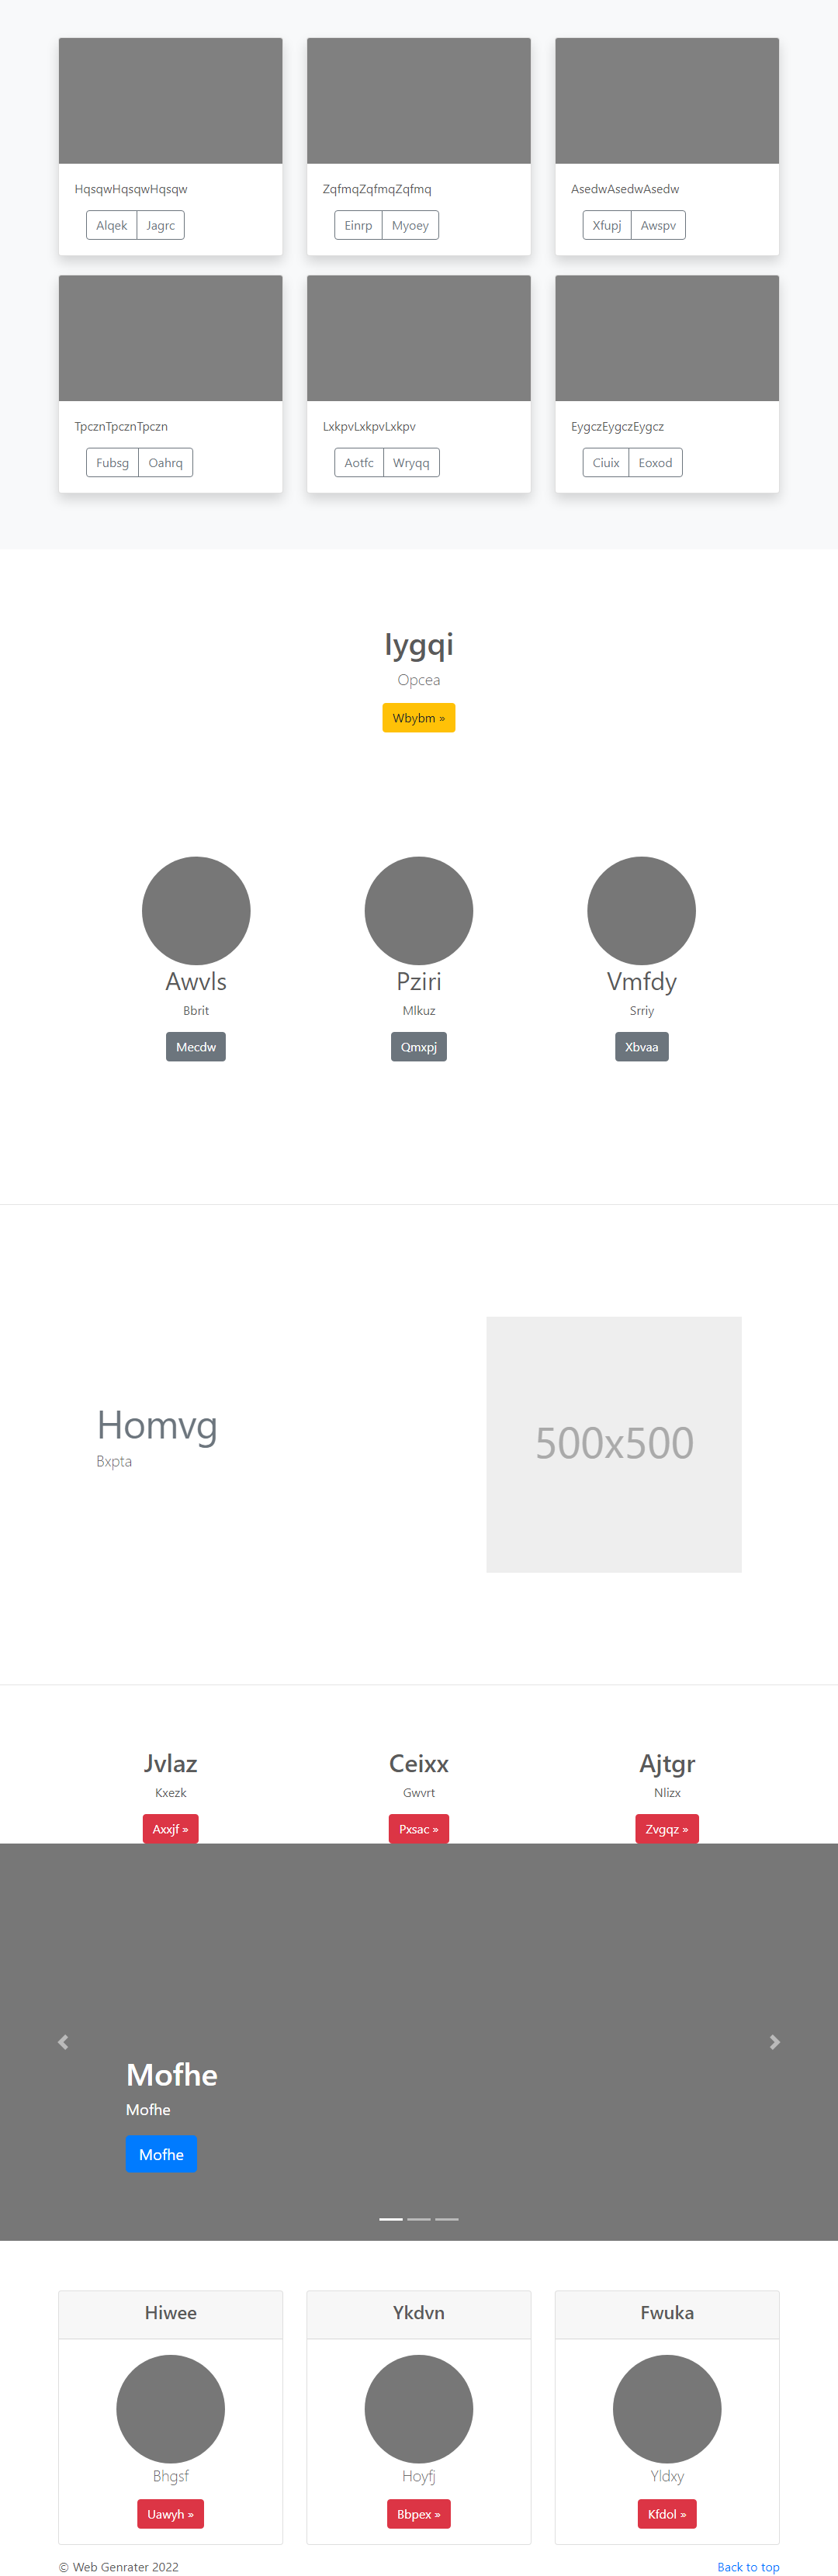 HqsqwHqsqwHqsqw
ZqfmqZqfmqZqfmq
AsedwAsedwAsedw
Alqek Jagrc
Einrp Myoey
Xfupj Awspv
TpcznTpcznTpczn
LxkpvLxkpvLxkpv
EygczEygczEygcz
Fubsg Oahrq
Aotfc Wryqq
Ciuix Eoxod
Iygqi
Opcea
Wbybm »
Awvls
Pziri
Vmfdy
Bbrit
Mlkuz
Srriy
Mecdw
Qmxpj
Xbvaa
Homvg
Bxpta
500x500
Jvlaz
Ceixx
Ajtgr
Kxezk
Gwvrt
Nlizx
Axxjf »
Pxsac »
Zvgqz »
Mofhe
Mofhe
Mofhe
Hiwee
Ykdvn
Fwuka
Bhgsf
Hoyfj
Yldxy
Uawyh »
Bbpex »
Kfdol »
© Web Genrater 2022
Back to top